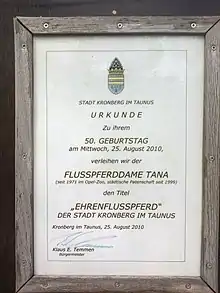 STADT KRONBERG IM TAUNUS
URKUNDE
Zu ihrem
50. GEBURTSTAG
am Mittwoch, 25. August 2010,
verleihen wir der
FLUSSPFERDDAME TANA
(seit 1971 im Opel-Zoo, städtische Patenschaft seit 1999)
den Titel
„EHRENFLUSSPFERD"
DER STADT KRONBERG IM TAUNUS
Kronberg im Taunus, 25. August 2010
Klaus E. Temmen
Bürgermeister